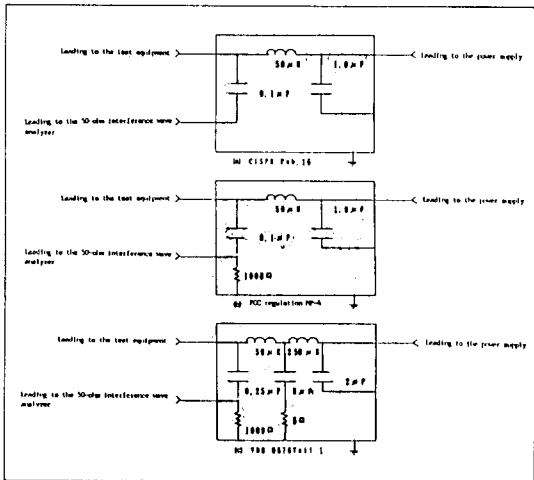 Leading to the test equipment
Leading to the power supply
50μH
1.0μF
0.1μF
Leading to the 50-ohm interference wave
analyzer
(a) CISPR Pub.16
Leading to the test equipment
Leading to the power supply
50μH
1.0μF
0.1μF
Leading to the 50-ohm interference wave
analyzer
1000Ω
(b) FCC regulation MP-4
Leading to the test equipment
Leading to the power supply
50μH 250μH
0.25μF
8μF
2μF
Leading to the 50-ohm interference wave
analyzer
1000Ω
5Ω
(c) VDE 0876Teil 1